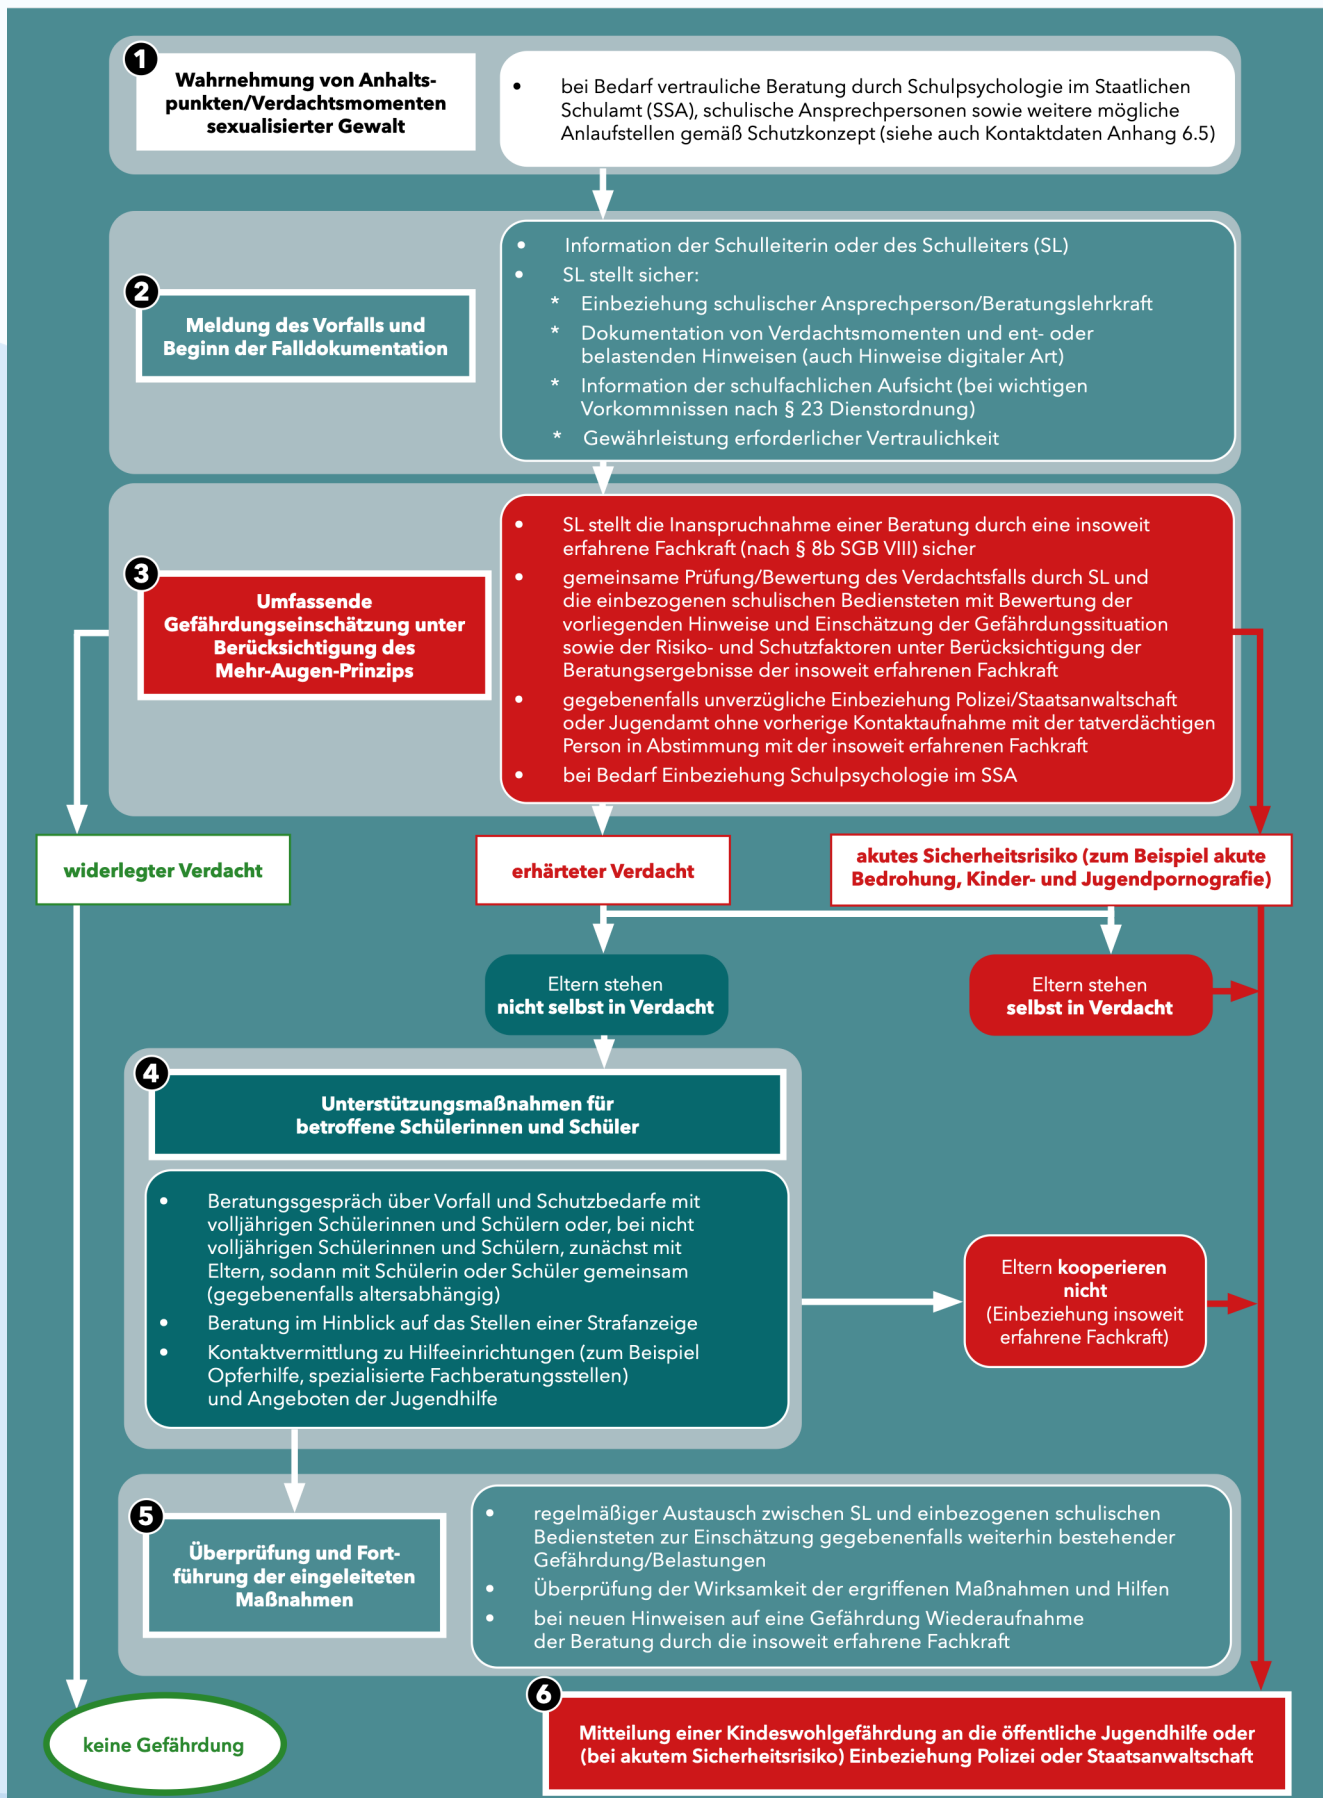 1
Wahrnehmung von Anhalts-
punkten/Verdachtsmomenten
sexualisierter Gewalt
• bei Bedarf vertrauliche Beratung durch Schulpsychologie im Staatlichen
Schulamt (SSA), schulische Ansprechpersonen sowie weitere mögliche
Anlaufstellen gemäß Schutzkonzept (siehe auch Kontaktdaten Anhang 6.5)
2
Meldung des Vorfalls und
Beginn der Falldokumentation
• Information der Schulleiterin oder des Schulleiters (SL)
• SL stellt sicher:
* Einbeziehung schulischer Ansprechperson/Beratungslehrkraft
* Dokumentation von Verdachtsmomenten und ent- oder
belastenden Hinweisen (auch Hinweise digitaler Art)
* Information der schulfachlichen Aufsicht (bei wichtigen
Vorkommnissen nach § 23 Dienstordnung)
* Gewährleistung erforderlicher Vertraulichkeit
3
Umfassende
Gefährdungseinschätzung unter
Berücksichtigung des
Mehr-Augen-Prinzips
• SL stellt die Inanspruchnahme einer Beratung durch eine insoweit
erfahrene Fachkraft (nach § 8b SGB VIII) sicher
• gemeinsame Prüfung/Bewertung des Verdachtsfalls durch SL und
die einbezogenen schulischen Bediensteten mit Bewertung der
vorliegenden Hinweise und Einschätzung der Gefährdungssituation
sowie der Risiko- und Schutzfaktoren unter Berücksichtigung der
Beratungsergebnisse der insoweit erfahrenen Fachkraft
• gegebenenfalls unverzügliche Einbeziehung Polizei/Staatsanwaltschaft
oder Jugendamt ohne vorherige Kontaktaufnahme mit der tatverdächtigen
Person in Abstimmung mit der insoweit erfahrenen Fachkraft
• bei Bedarf Einbeziehung Schulpsychologie im SSA
widerlegter Verdacht
erhärteter Verdacht
akutes Sicherheitsrisiko (zum Beispiel akute
Bedrohung, Kinder- und Jugendpornografie)
Eltern stehen
nicht selbst in Verdacht
Eltern stehen
selbst in Verdacht
4
Unterstützungsmaßnahmen für
betroffene Schülerinnen und Schüler
• Beratungsgespräch über Vorfall und Schutzbedarfe mit
volljährigen Schülerinnen und Schülern oder, bei nicht
volljährigen Schülerinnen und Schülern, zunächst mit
Eltern, sodann mit Schülerin oder Schüler gemeinsam
(gegebenenfalls altersabhängig)
• Beratung im Hinblick auf das Stellen einer Strafanzeige
• Kontaktvermittlung zu Hilfeeinrichtungen (zum Beispiel
Opferhilfe, spezialisierte Fachberatungsstellen)
und Angeboten der Jugendhilfe
Eltern kooperieren
nicht
(Einbeziehung insoweit
erfahrene Fachkraft)
5
Überprüfung und Fort-
führung der eingeleiteten
Maßnahmen
• regelmäßiger Austausch zwischen SL und einbezogenen schulischen
Bediensteten zur Einschätzung gegebenenfalls weiterhin bestehender
Gefährdung/Belastungen
• Überprüfung der Wirksamkeit der ergriffenen Maßnahmen und Hilfen
• bei neuen Hinweisen auf eine Gefährdung Wiederaufnahme
der Beratung durch die insoweit erfahrene Fachkraft
keine Gefährdung
6
Mitteilung einer Kindeswohlgefährdung an die öffentliche Jugendhilfe oder
(bei akutem Sicherheitsrisiko) Einbeziehung Polizei oder Staatsanwaltschaft